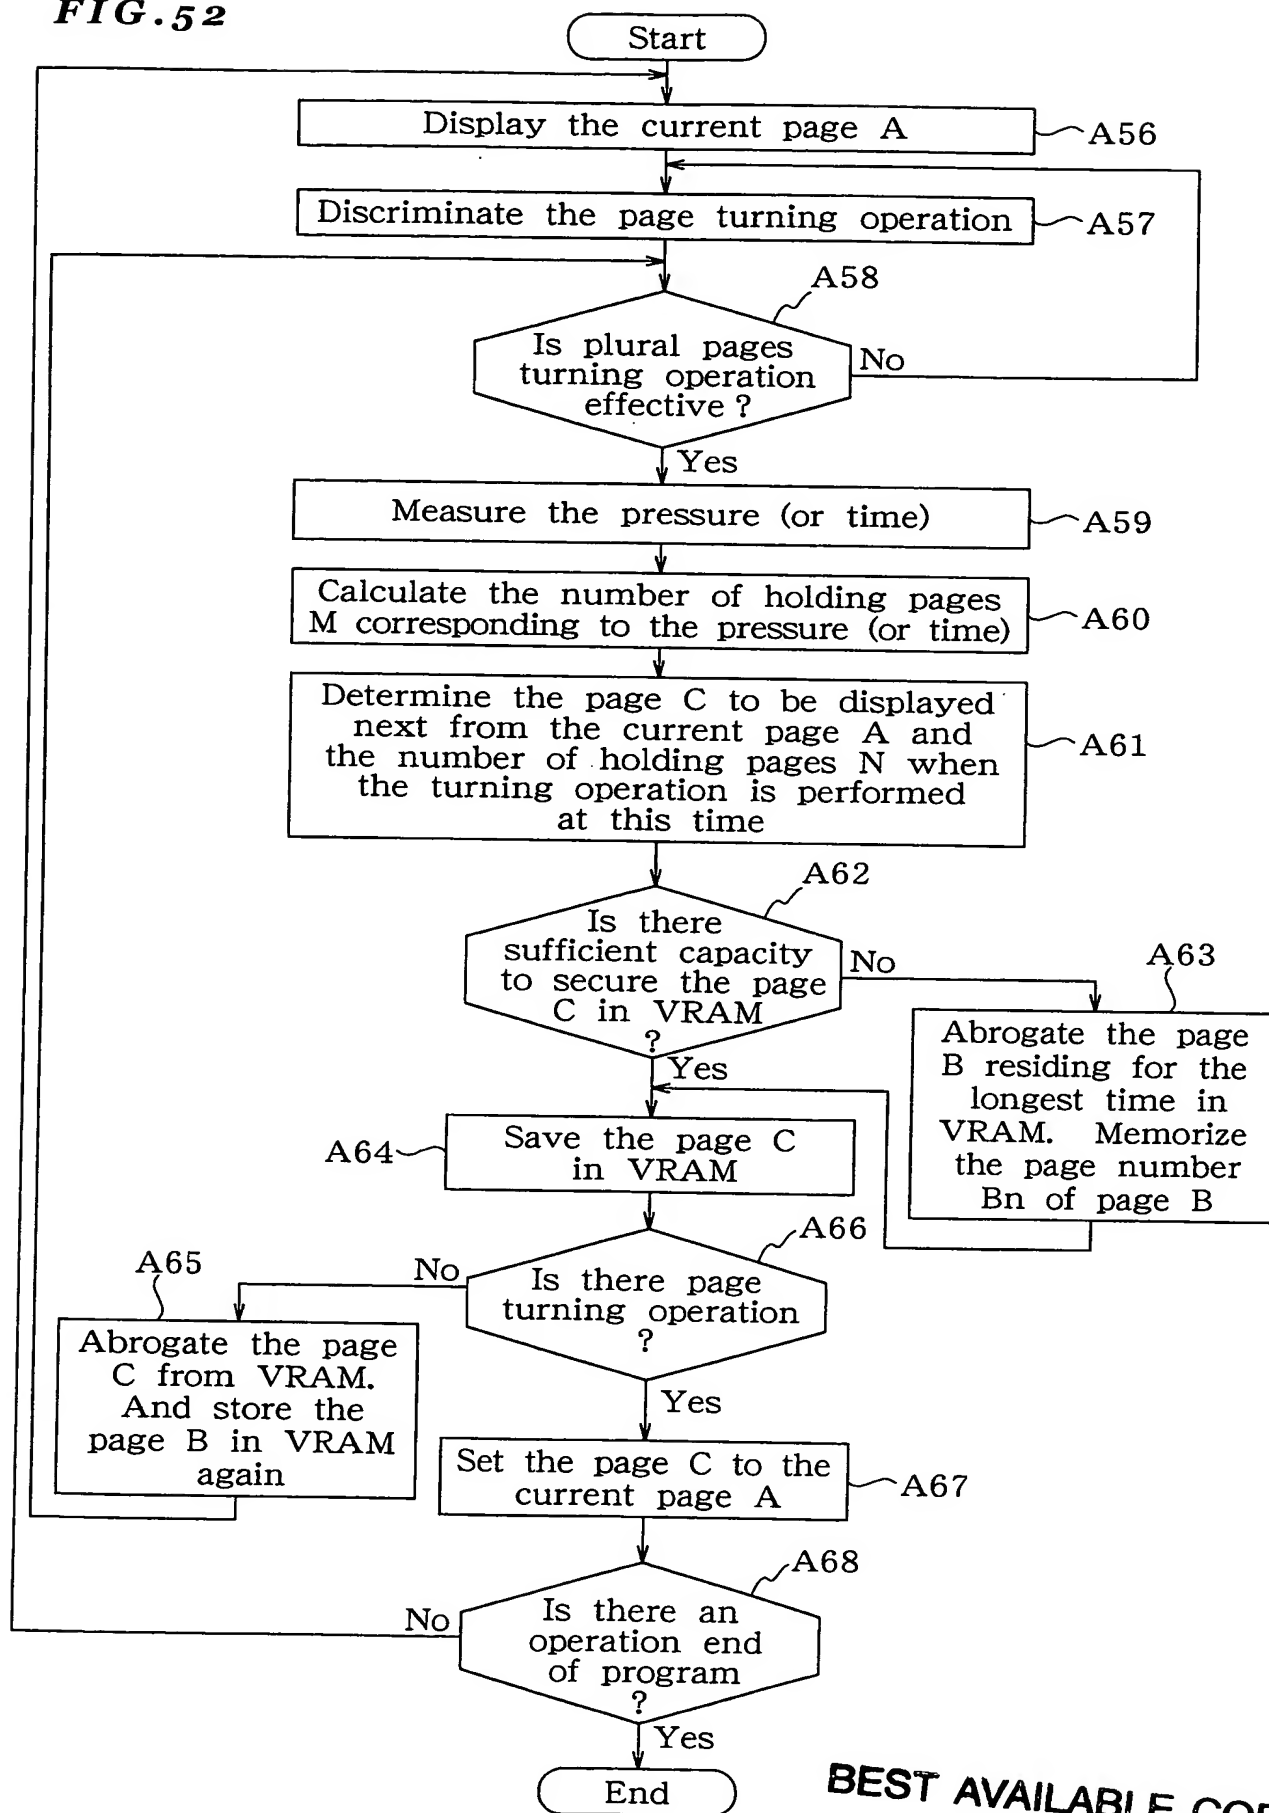 FIG.52
Start
Display the current page A
A56
Discriminate the page turning operation
A57
A58
Is plural pages
turning operation
effective ?
No
Yes
Measure the pressure (or time)
A59
Calculate the number of holding pages
M corresponding to the pressure (or time)
A60
Determine the page C to be displayed
next from the current page A and
the number of holding pages N when
the turning operation is performed
at this time
A61
A62
Is there
sufficient capacity
to secure the page
C in VRAM
?
No
Yes
A63
Abrogate the page
B residing for the
longest time in
VRAM. Memorize
the page number
Bn of page B
A64
Save the page C
in VRAM
A66
Is there page
turning operation
?
No
Yes
A65
Abrogate the page
C from VRAM.
And store the
page B in VRAM
again
Set the page C to the
current page A
A67
A68
Is there an
operation end
of program
?
No
Yes
End
BEST AVAILABLE